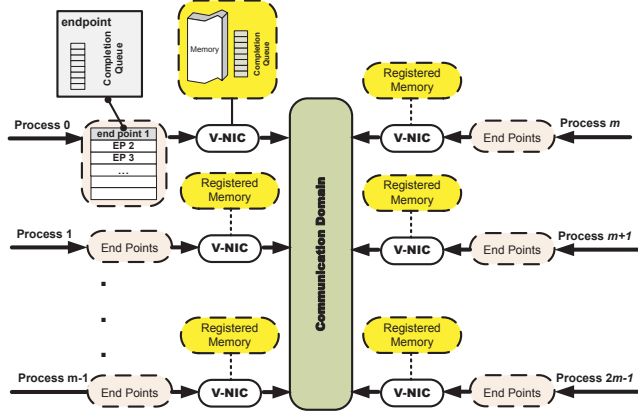 endpoint
Completion
Queue
Memory
Completion
Queue
Registered
Memory
Process 0
end point 1
EP 2
EP 3
...
V-NIC
V-NIC
End Points
Process m
Registered
Memory
Registered
Memory
Communication Domain
Process 1
End Points
V-NIC
V-NIC
End Points
Process m+1
Registered
Memory
Registered
Memory
Process m-1
End Points
V-NIC
V-NIC
End Points
Process 2m-1